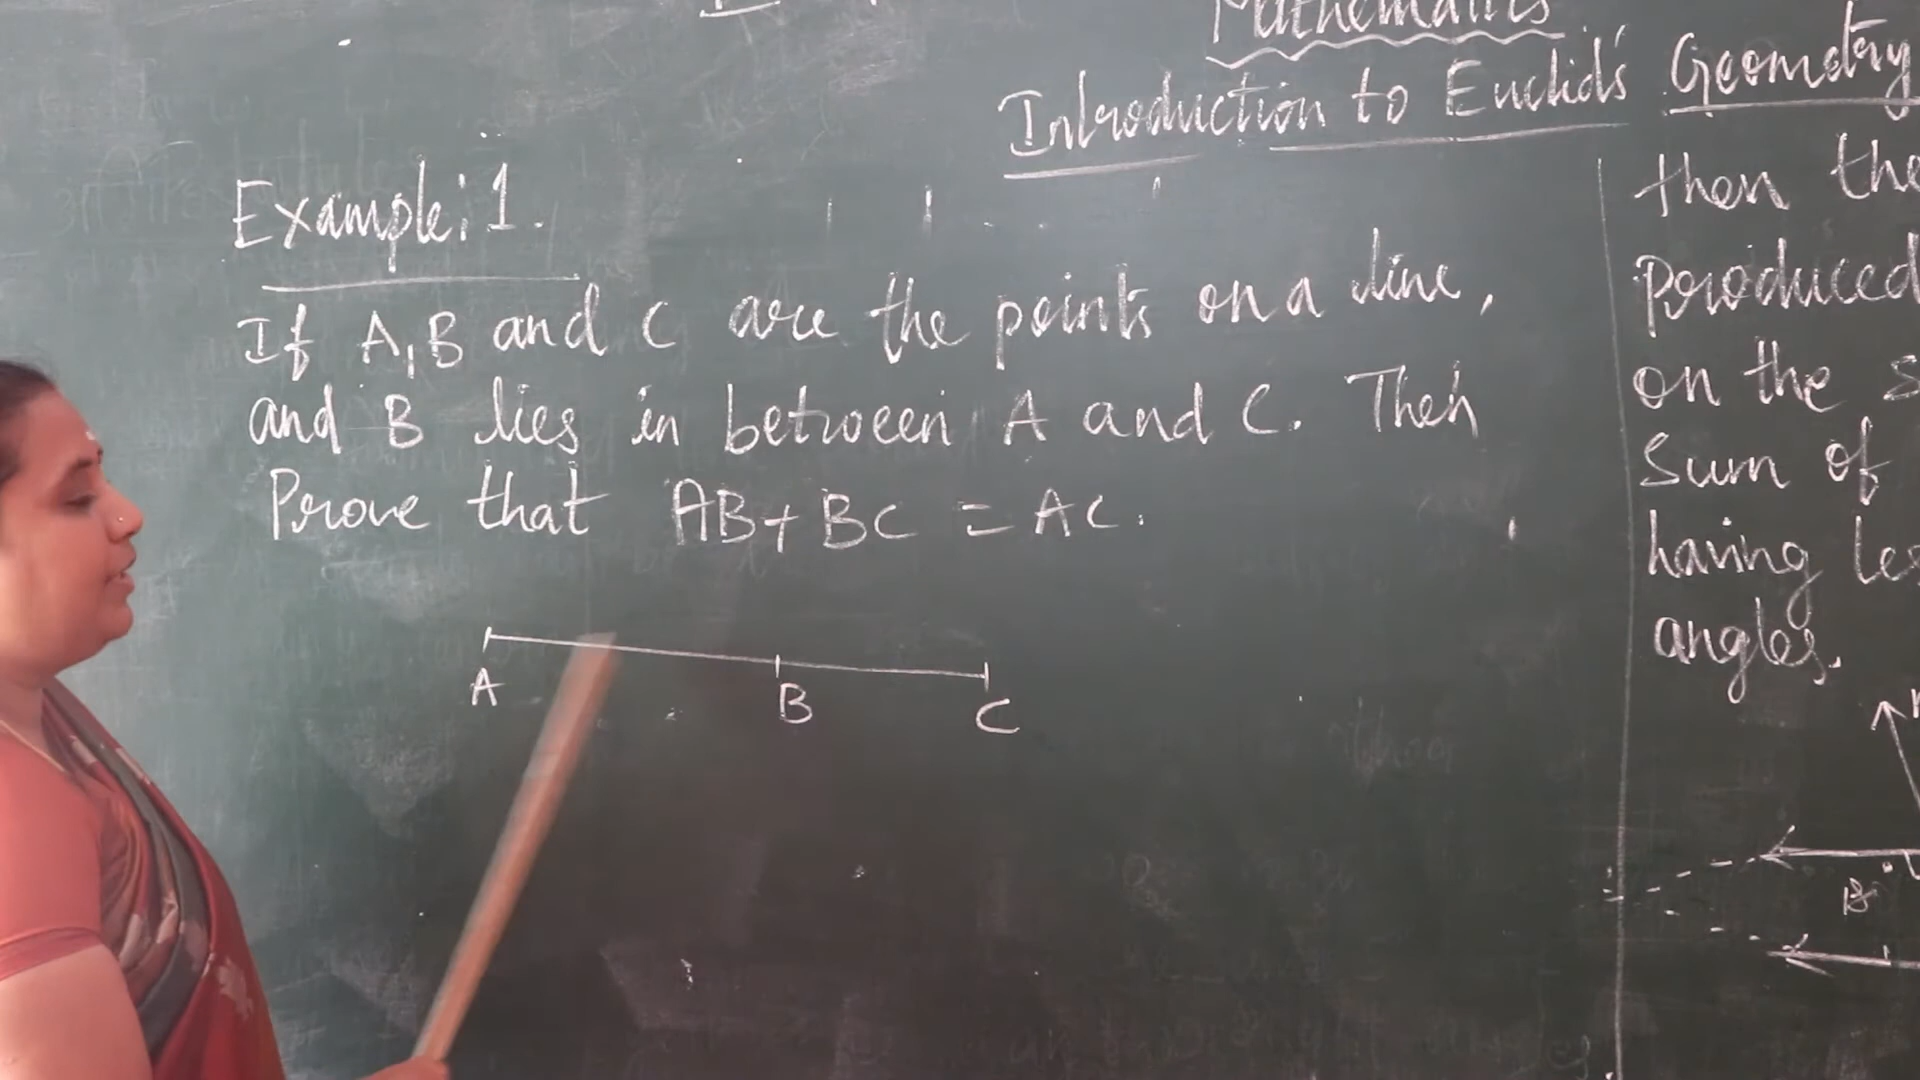 Mathematics
Introduction to Euclid's Geometry
Example: 1.
If A, B and C are the points on a line,
and B lies in between A and C. Then
Prove that AB + BC = AC.
A B C
then the
Produced
on the S
Sum of
having les
angles.
B